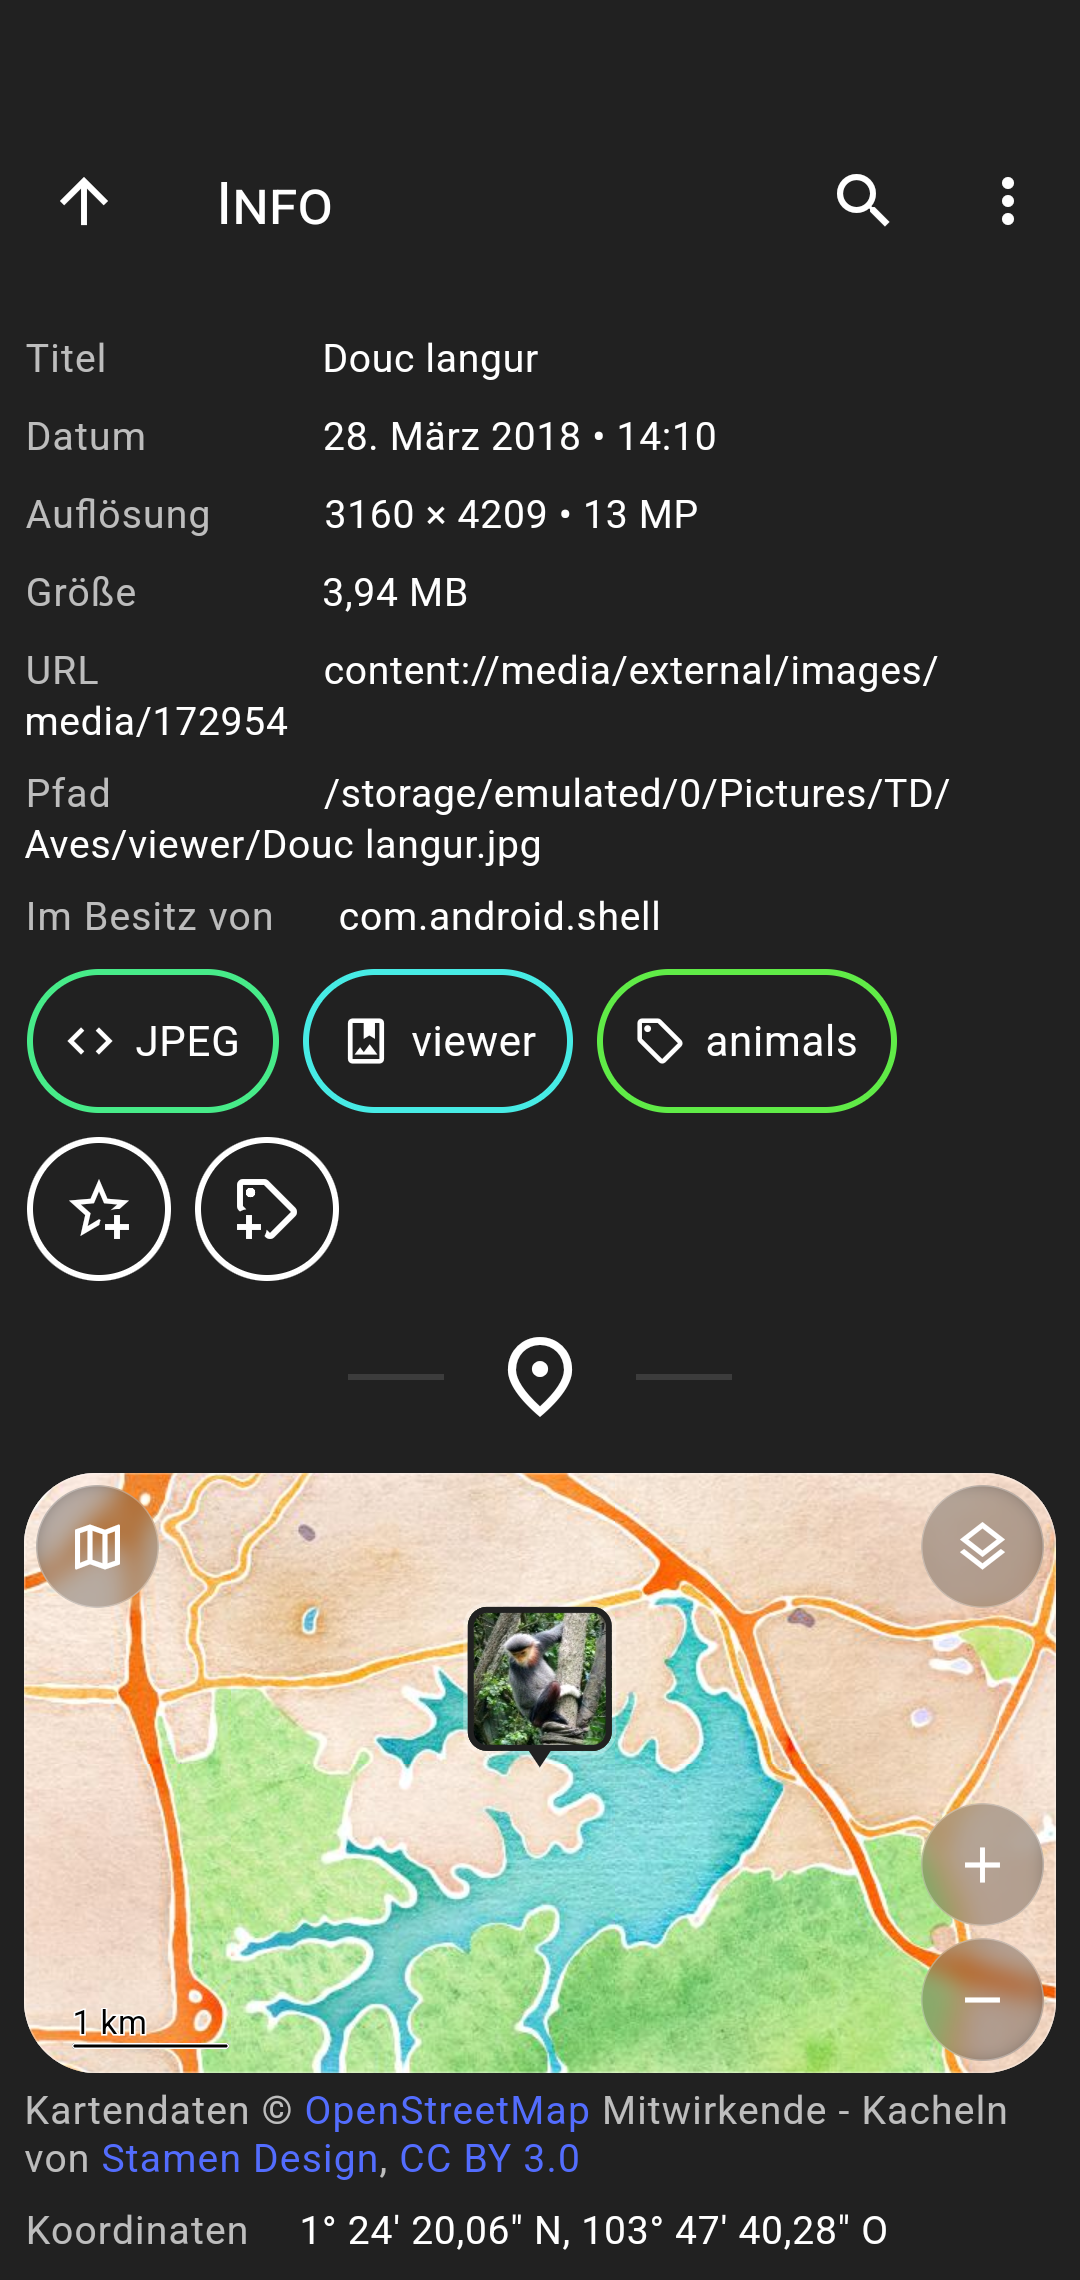 INFO
Titel Douc langur
Datum 28. März 2018 • 14:10
Auflösung 3160 × 4209 • 13 MP
Größe 3,94 MB
URL content://media/external/images/
media/172954
Pfad /storage/emulated/0/Pictures/TD/
Aves/viewer/Douc langur.jpg
Im Besitz von com.android.shell
JPEG viewer animals
1 km
Kartendaten © OpenStreetMap Mitwirkende - Kacheln
von Stamen Design, CC BY 3.0
Koordinaten 1° 24' 20,06" N, 103° 47' 40,28" O